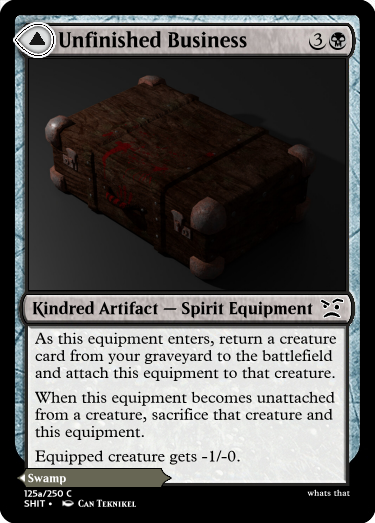 Unfinished Business 3
Kindred Artifact — Spirit Equipment
As this equipment enters, return a creature
card from your graveyard to the battlefield
and attach this equipment to that creature.
When this equipment becomes unattached
from a creature, sacrifice that creature and
this equipment.
Equipped creature gets -1/-0.
Swamp
125a/250 C
SHIT • CAN TEKNIKEL
whats that